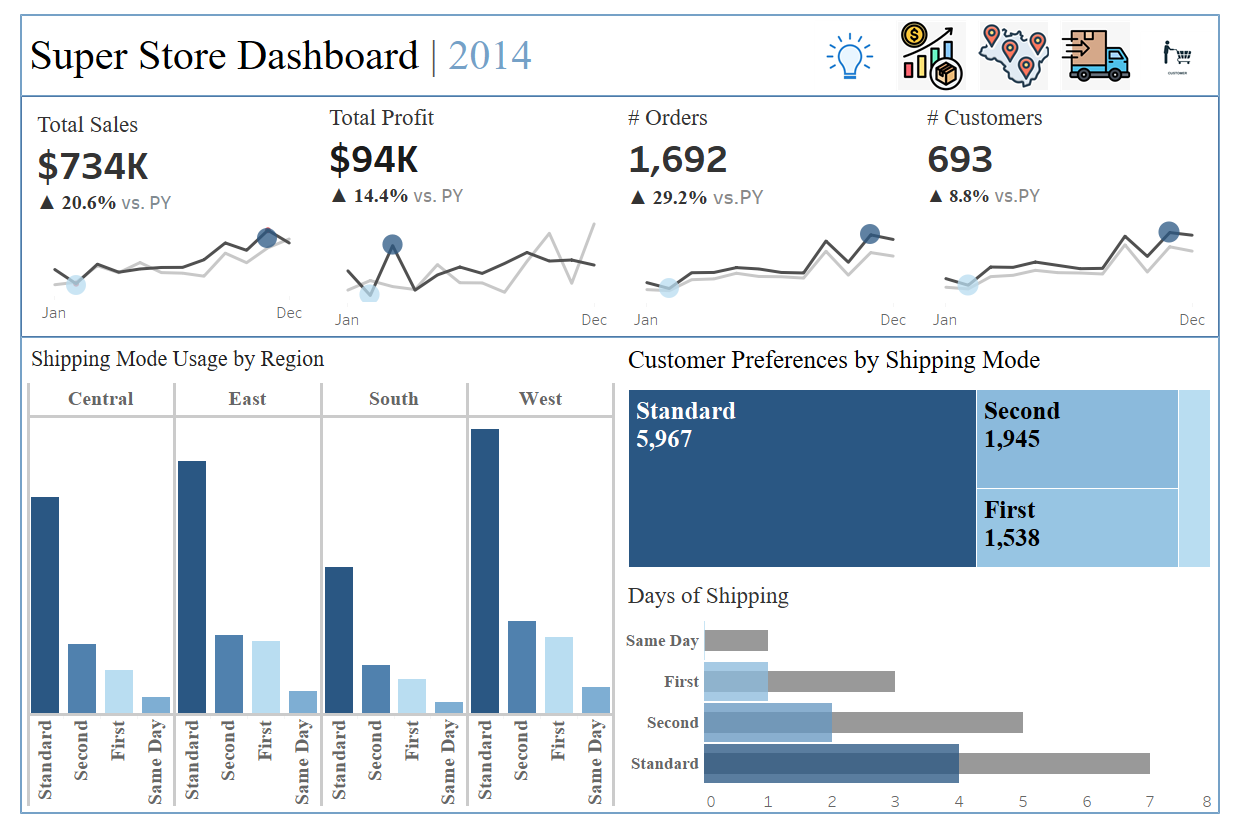 Super Store Dashboard | 2014
CUSTOMER
Total Sales
$734K
▲ 20.6% vs. PY
Jan Dec
Total Profit
$94K
▲ 14.4% vs. PY
Jan Dec
# Orders
1,692
▲ 29.2% vs.PY
Jan Dec
# Customers
693
▲ 8.8% vs.PY
Jan Dec
Shipping Mode Usage by Region
Central East South West
Standard Second First Same Day Standard Second First Same Day Standard Second First Same Day Standard Second First Same Day
Customer Preferences by Shipping Mode
Standard
5,967
Second
1,945
First
1,538
Days of Shipping
Same Day
First
Second
Standard
0 1 2 3 4 5 6 7 8